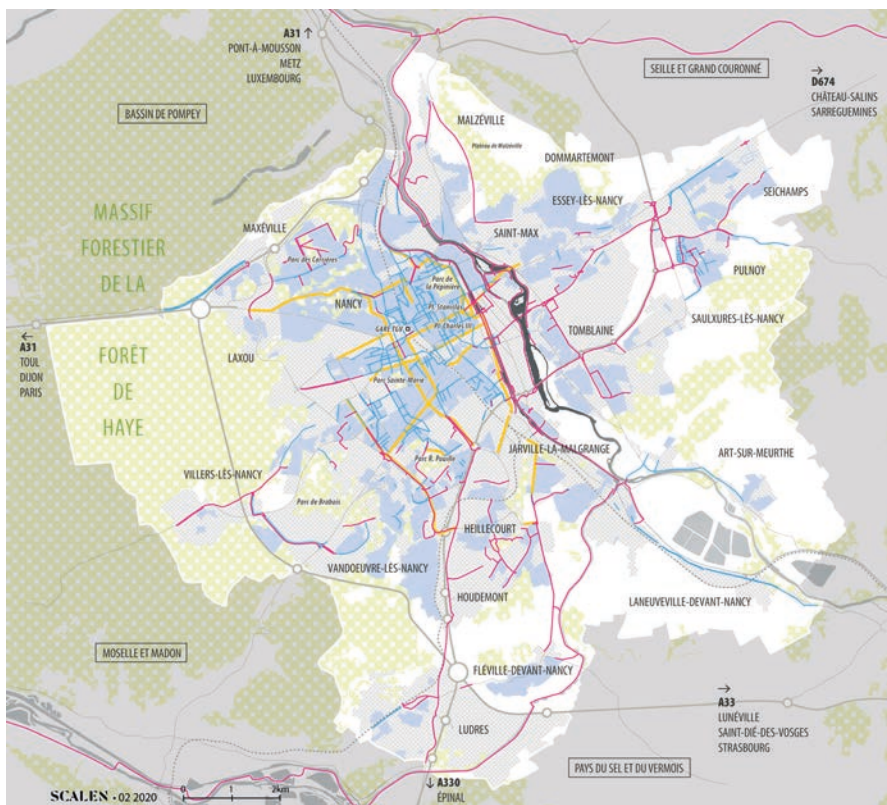 A31 ↑
PONT-À-MOUSSON
METZ
LUXEMBOURG
SEILLE ET GRAND COURONNÉ
→
D674
CHÂTEAU-SALINS
SARREGUEMINES
BASSIN DE POMPEY
MALZÉVILLE
Plateau de Malzéville
DOMMARTEMONT
ESSEY-LÈS-NANCY
SEICHAMPS
MASSIF
FORESTIER
DE LA
MAXÉVILLE
SAINT-MAX
Parc des Carrières
PULNOY
Parc de
la Pépinière
NANCY
Pl. Stanislas
SAULXURES-LÈS-NANCY
GARE TGV
Pl. Charles III
TOMBLAINE
←
A31
TOUL
DIJON
PARIS
FORÊT
DE
HAYE
LAXOU
Parc Sainte-Marie
JARVILLE-LA-MALGRANGE
ART-SUR-MEURTHE
VILLERS-LÈS-NANCY
Parc R. Pouille
Parc de Brabois
HEILLECOURT
VANDOEUVRE-LÈS-NANCY
HOUDEMONT
LANEUVEVILLE-DEVANT-NANCY
MOSELLE ET MADON
FLÉVILLE-DEVANT-NANCY
→
A33
LUNÉVILLE
SAINT-DIÉ-DES-VOSGES
STRASBOURG
LUDRES
PAYS DU SEL ET DU VERMOIS
↓ A330
ÉPINAL
SCALEN • 02 2020
0 1 2km